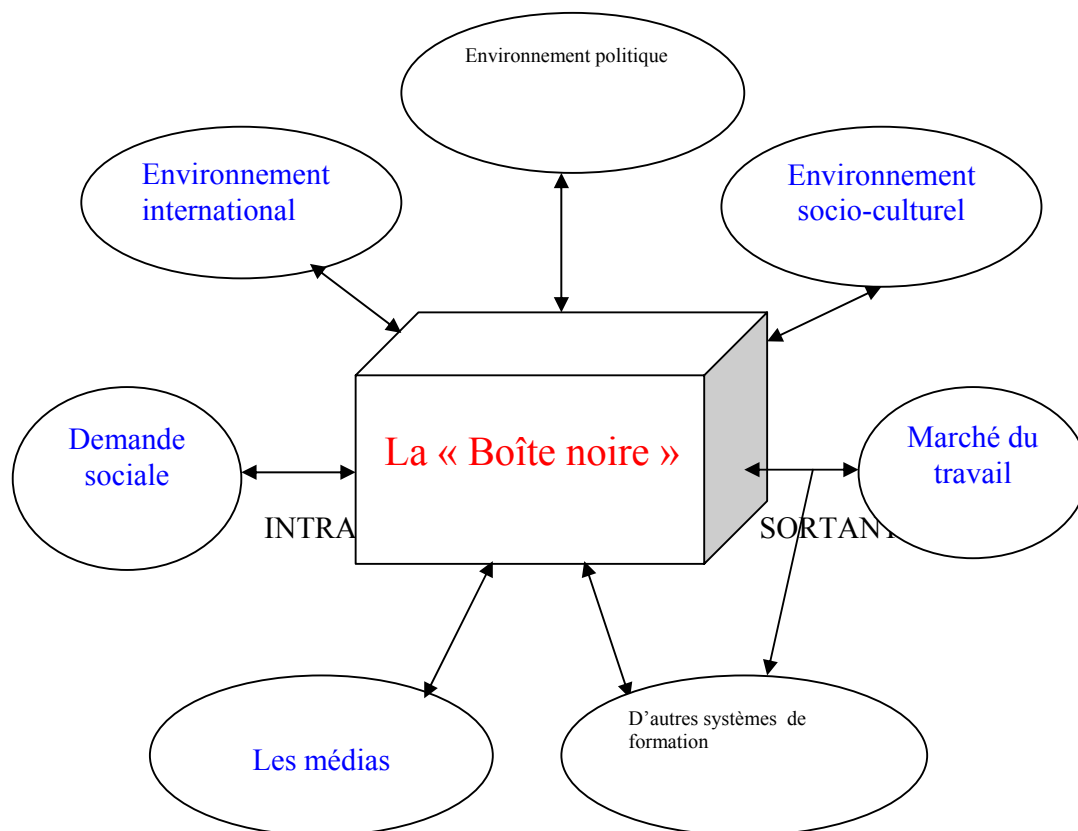 Environnement politique
Environnement
international
Environnement
socio-culturel
Demande
sociale
La « Boîte noire »
Marché du
travail
INTRA
SORTANT
Les médias
D’autres systèmes de
formation